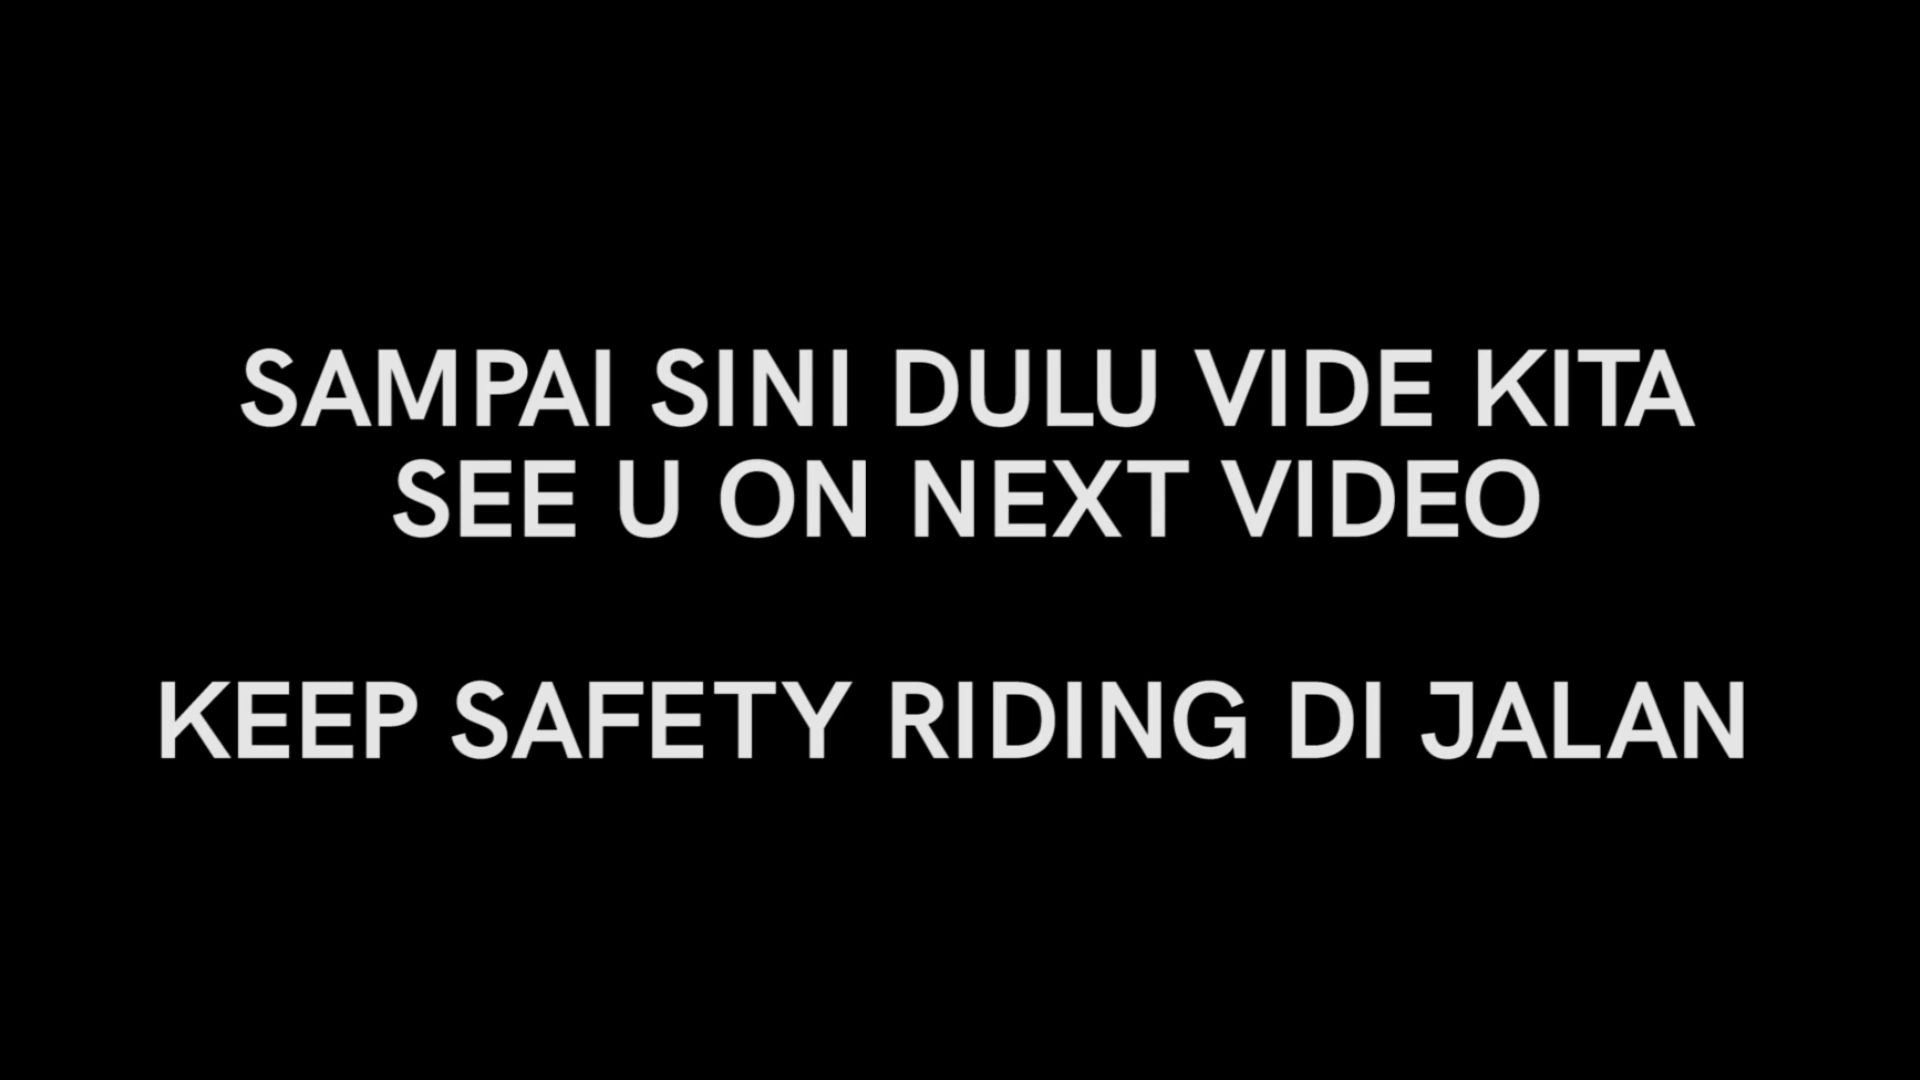 SAMPAI SINI DULU VIDE KITA
SEE U ON NEXT VIDEO
KEEP SAFETY RIDING DI JALAN